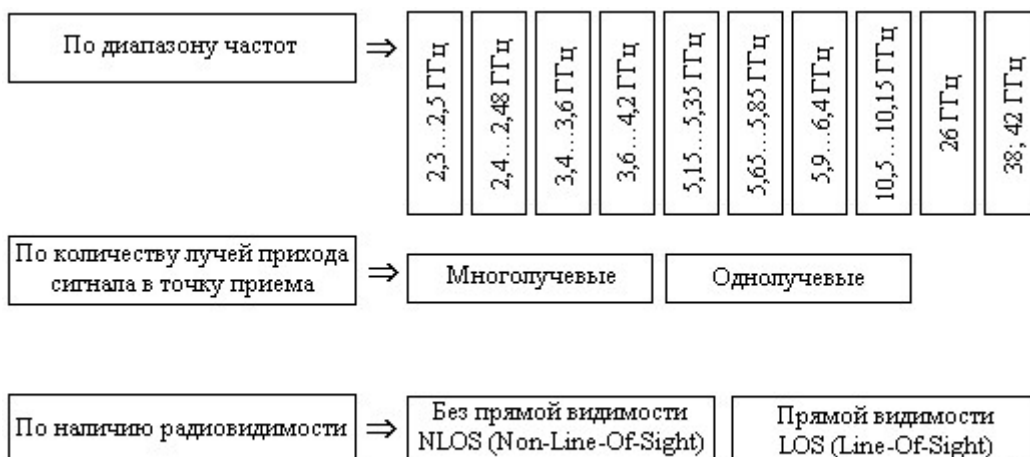 По диапазону частот
⇒
2,3…2,5 ГГц
2,4…2,48 ГГц
3,4…3,6 ГГц
3,6…4,2 ГГц
5,15…5,35 ГГц
5,65…5,85 ГГц
5,9…6,4 ГГц
10,5…10,15 ГГц
26 ГГц
38; 42 ГГц
По количеству лучей прихода
сигнала в точку приема
⇒
Многолучевые
Однолучевые
По наличию радиовидимости
⇒
Без прямой видимости
NLOS (Non-Line-Of-Sight)
Прямой видимости
LOS (Line-Of-Sight)